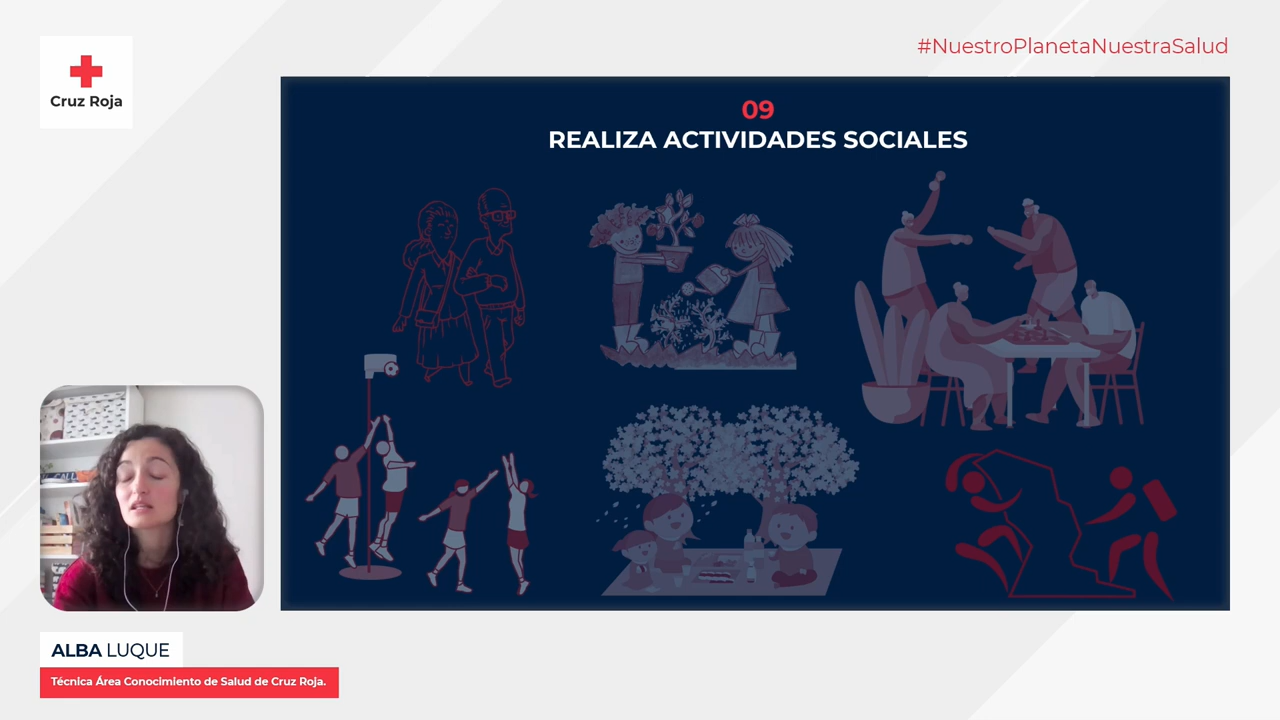 Cruz Roja
#NuestroPlanetaNuestraSalud
09
REALIZA ACTIVIDADES SOCIALES
ALBA LUQUE
Técnica Área Conocimiento de Salud de Cruz Roja.